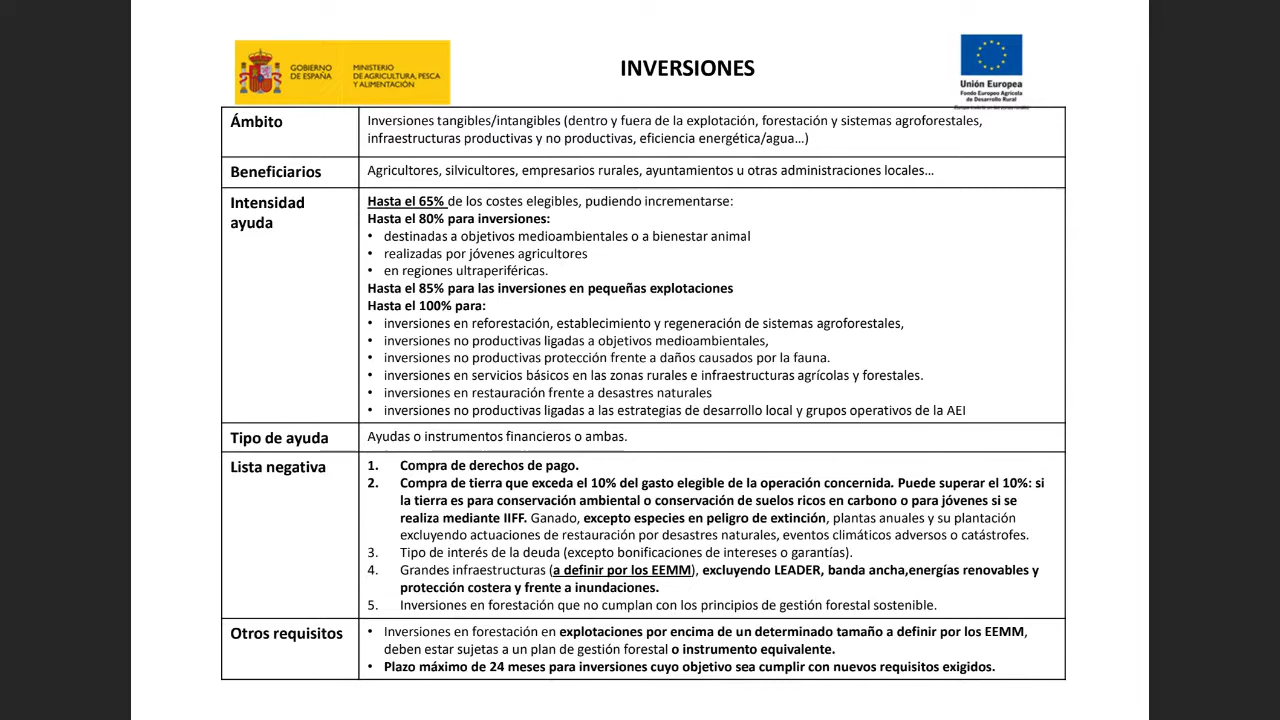 GOBIERNO
DE ESPAÑA
MINISTERIO
DE AGRICULTURA, PESCA
Y ALIMENTACIÓN
INVERSIONES
Unión Europea
Fondo Europeo Agrícola
de Desarrollo Rural
Ámbito
Inversiones tangibles/intangibles (dentro y fuera de la explotación, forestación y sistemas agroforestales,
infraestructuras productivas y no productivas, eficiencia energética/agua…)
Beneficiarios
Agricultores, silvicultores, empresarios rurales, ayuntamientos u otras administraciones locales…
Intensidad
ayuda
Hasta el 65% de los costes elegibles, pudiendo incrementarse:
Hasta el 80% para inversiones:
• destinadas a objetivos medioambientales o a bienestar animal
• realizadas por jóvenes agricultores
• en regiones ultraperiféricas.
Hasta el 85% para las inversiones en pequeñas explotaciones
Hasta el 100% para:
• inversiones en reforestación, establecimiento y regeneración de sistemas agroforestales,
• inversiones no productivas ligadas a objetivos medioambientales,
• inversiones no productivas protección frente a daños causados por la fauna.
• inversiones en servicios básicos en las zonas rurales e infraestructuras agrícolas y forestales.
• inversiones en restauración frente a desastres naturales
• inversiones no productivas ligadas a las estrategias de desarrollo local y grupos operativos de la AEI
Tipo de ayuda
Ayudas o instrumentos financieros o ambas.
Lista negativa
1. Compra de derechos de pago.
2. Compra de tierra que exceda el 10% del gasto elegible de la operación concernida. Puede superar el 10%: si
la tierra es para conservación ambiental o conservación de suelos ricos en carbono o para jóvenes si se
realiza mediante IIFF. Ganado, excepto especies en peligro de extinción, plantas anuales y su plantación
excluyendo actuaciones de restauración por desastres naturales, eventos climáticos adversos o catástrofes.
3. Tipo de interés de la deuda (excepto bonificaciones de intereses o garantías).
4. Grandes infraestructuras (a definir por los EEMM), excluyendo LEADER, banda ancha,energías renovables y
protección costera y frente a inundaciones.
5. Inversiones en forestación que no cumplan con los principios de gestión forestal sostenible.
Otros requisitos
• Inversiones en forestación en explotaciones por encima de un determinado tamaño a definir por los EEMM,
deben estar sujetas a un plan de gestión forestal o instrumento equivalente.
• Plazo máximo de 24 meses para inversiones cuyo objetivo sea cumplir con nuevos requisitos exigidos.